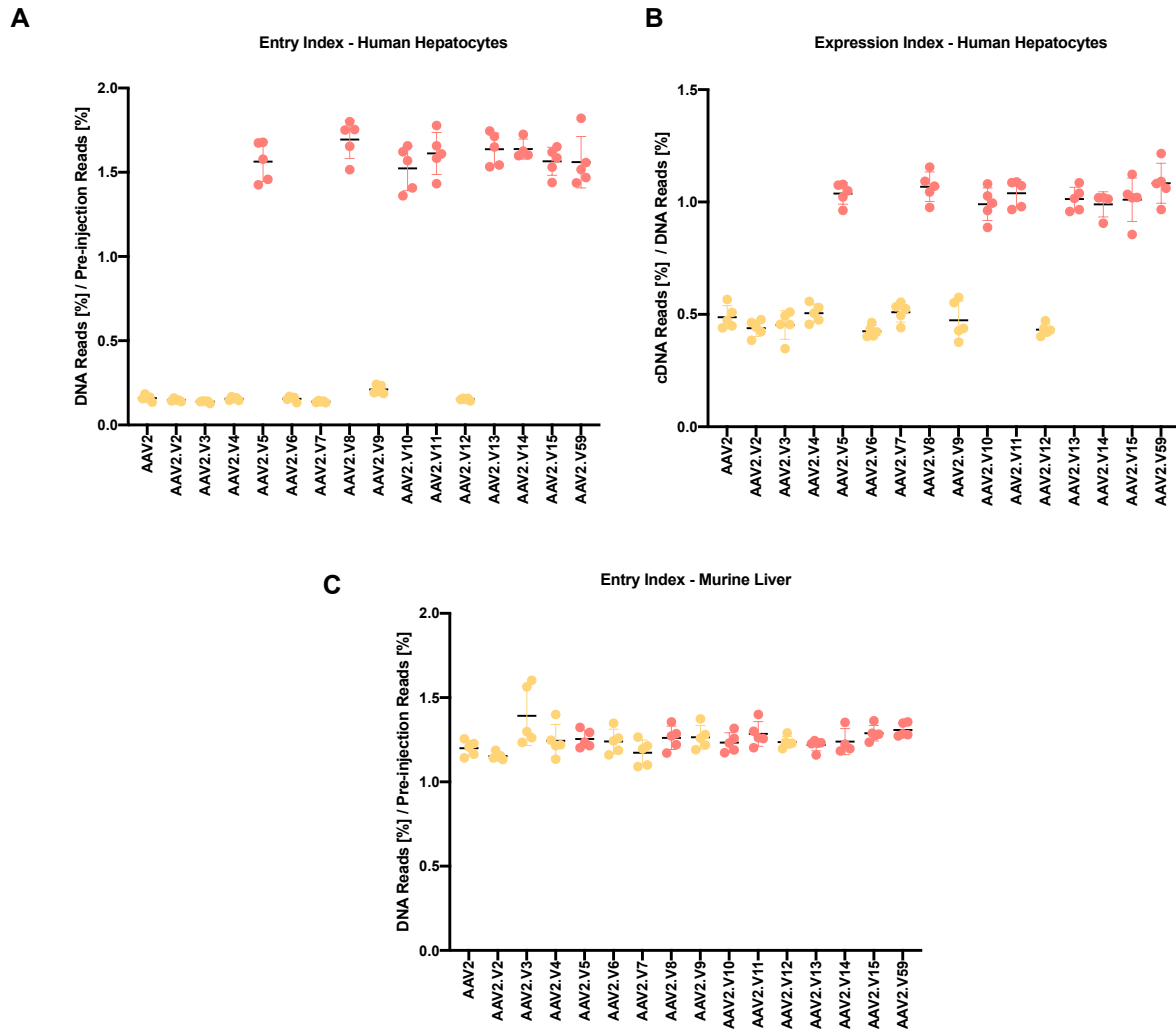 A
Entry Index - Human Hepatocytes
DNA Reads [%] / Pre-injection Reads [%]
2.0
1.5
1.0
0.5
0.0
AAV2
AAV2.V2
AAV2.V3
AAV2.V4
AAV2.V5
AAV2.V6
AAV2.V7
AAV2.V8
AAV2.V9
AAV2.V10
AAV2.V11
AAV2.V12
AAV2.V13
AAV2.V14
AAV2.V15
AAV2.V59
B
Expression Index - Human Hepatocytes
cDNA Reads [%] / DNA Reads [%]
1.5
1.0
0.5
0.0
AAV2
AAV2.V2
AAV2.V3
AAV2.V4
AAV2.V5
AAV2.V6
AAV2.V7
AAV2.V8
AAV2.V9
AAV2.V10
AAV2.V11
AAV2.V12
AAV2.V13
AAV2.V14
AAV2.V15
AAV2.V59
C
Entry Index - Murine Liver
DNA Reads [%] / Pre-injection Reads [%]
2.0
1.5
1.0
0.5
0.0
AAV2
AAV2.V2
AAV2.V3
AAV2.V4
AAV2.V5
AAV2.V6
AAV2.V7
AAV2.V8
AAV2.V9
AAV2.V10
AAV2.V11
AAV2.V12
AAV2.V13
AAV2.V14
AAV2.V15
AAV2.V59